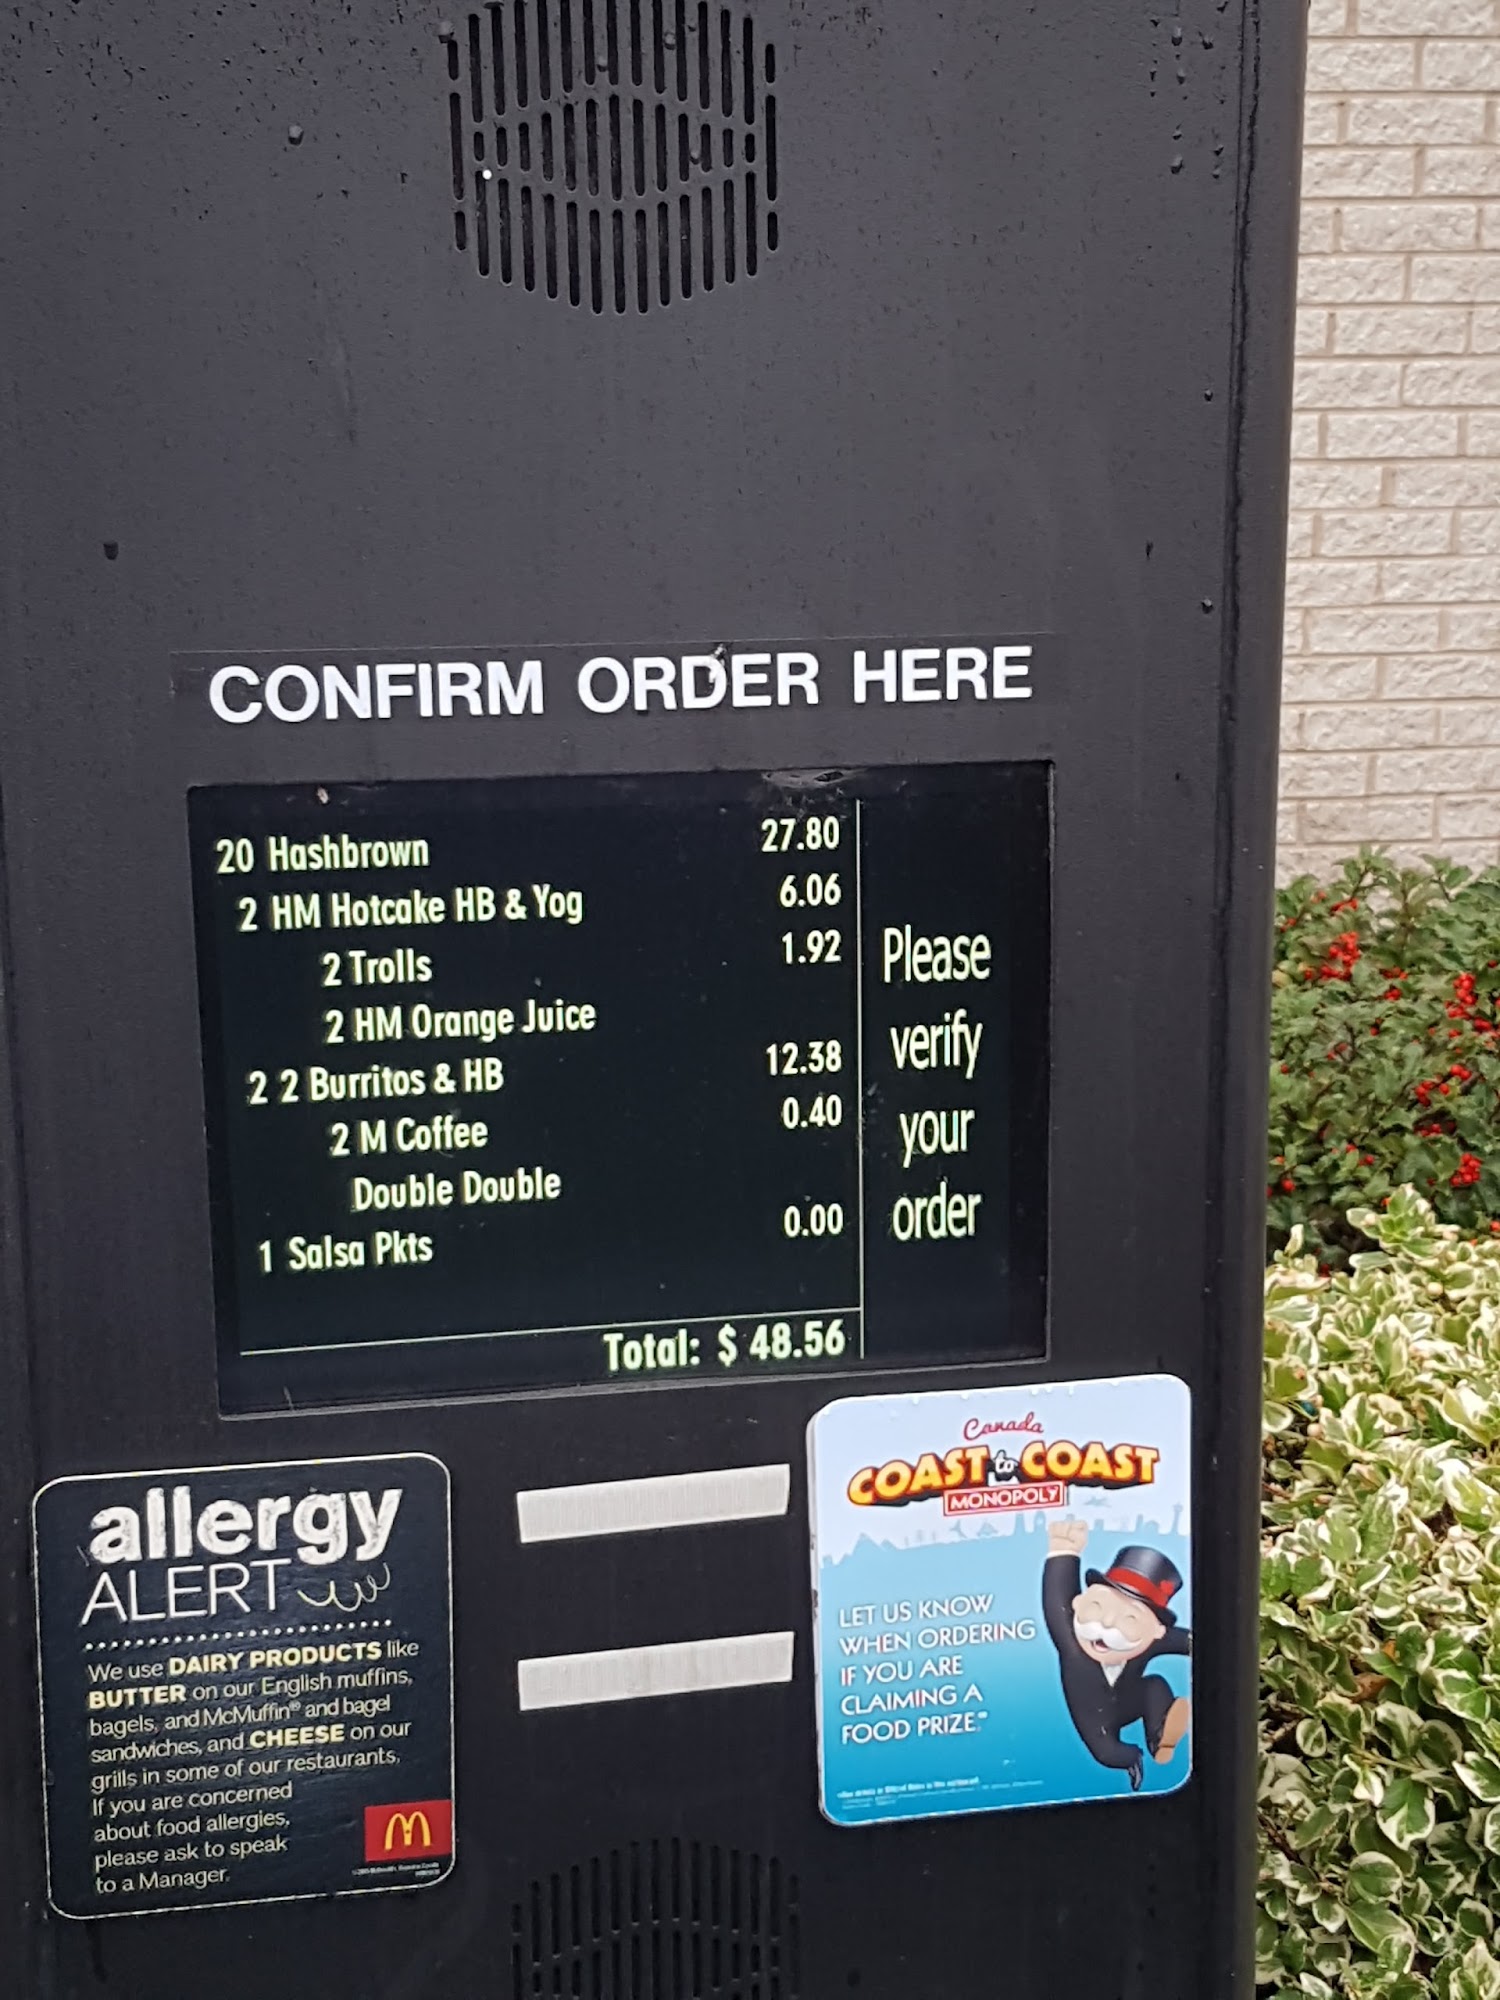 CONFIRM ORDER HERE
20 Hashbrown 27.80
2 HM Hotcake HB & Yog 6.06
2 Trolls 1.92
2 HM Orange Juice
2 2 Burritos & HB 12.38
2 M Coffee 0.40
Double Double
1 Salsa Pkts 0.00
Total: $ 48.56
Please
verify
your
order
allergy
ALERT
We use DAIRY PRODUCTS like
BUTTER on our English muffins,
bagels, and McMuffin® and bagel
sandwiches, and CHEESE on our
grills in some of our restaurants.
If you are concerned
about food allergies,
please ask to speak
to a Manager.
Canada
COAST to COAST
MONOPOLY
LET US KNOW
WHEN ORDERING
IF YOU ARE
CLAIMING A
FOOD PRIZE.*